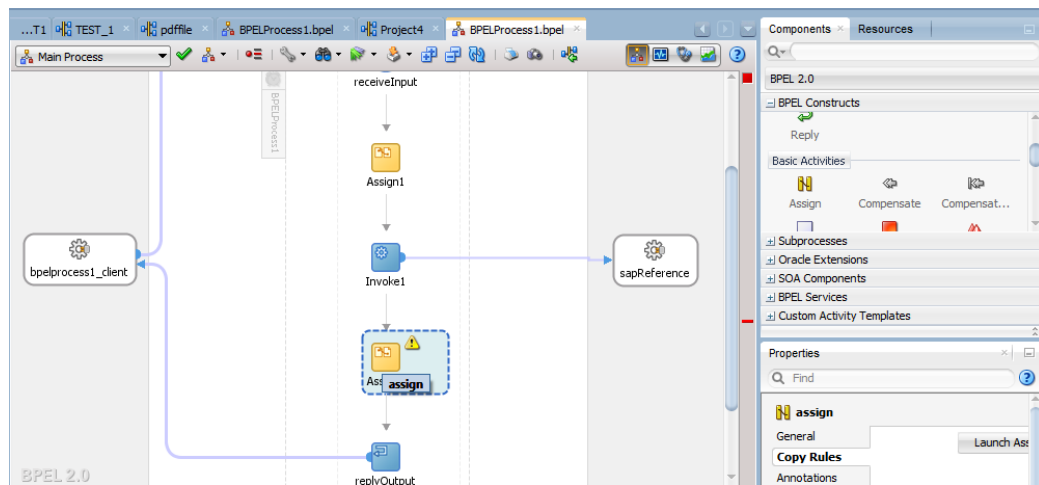 ...T1 TEST_1 pdffile BPELProcess1.bpel Project4 BPELProcess1.bpel
Main Process
receiveInput
BPELProcess1
Assign1
bpelprocess1_client
Invoke1
sapReference
Ass
assign
replyOutput
BPEL 2.0
Components Resources
BPEL 2.0
BPEL Constructs
Reply
Basic Activities
Assign Compensate Compensat...
Subprocesses
Oracle Extensions
SOA Components
BPEL Services
Custom Activity Templates
Properties
Find
assign
General
Launch Ass
Copy Rules
Annotations